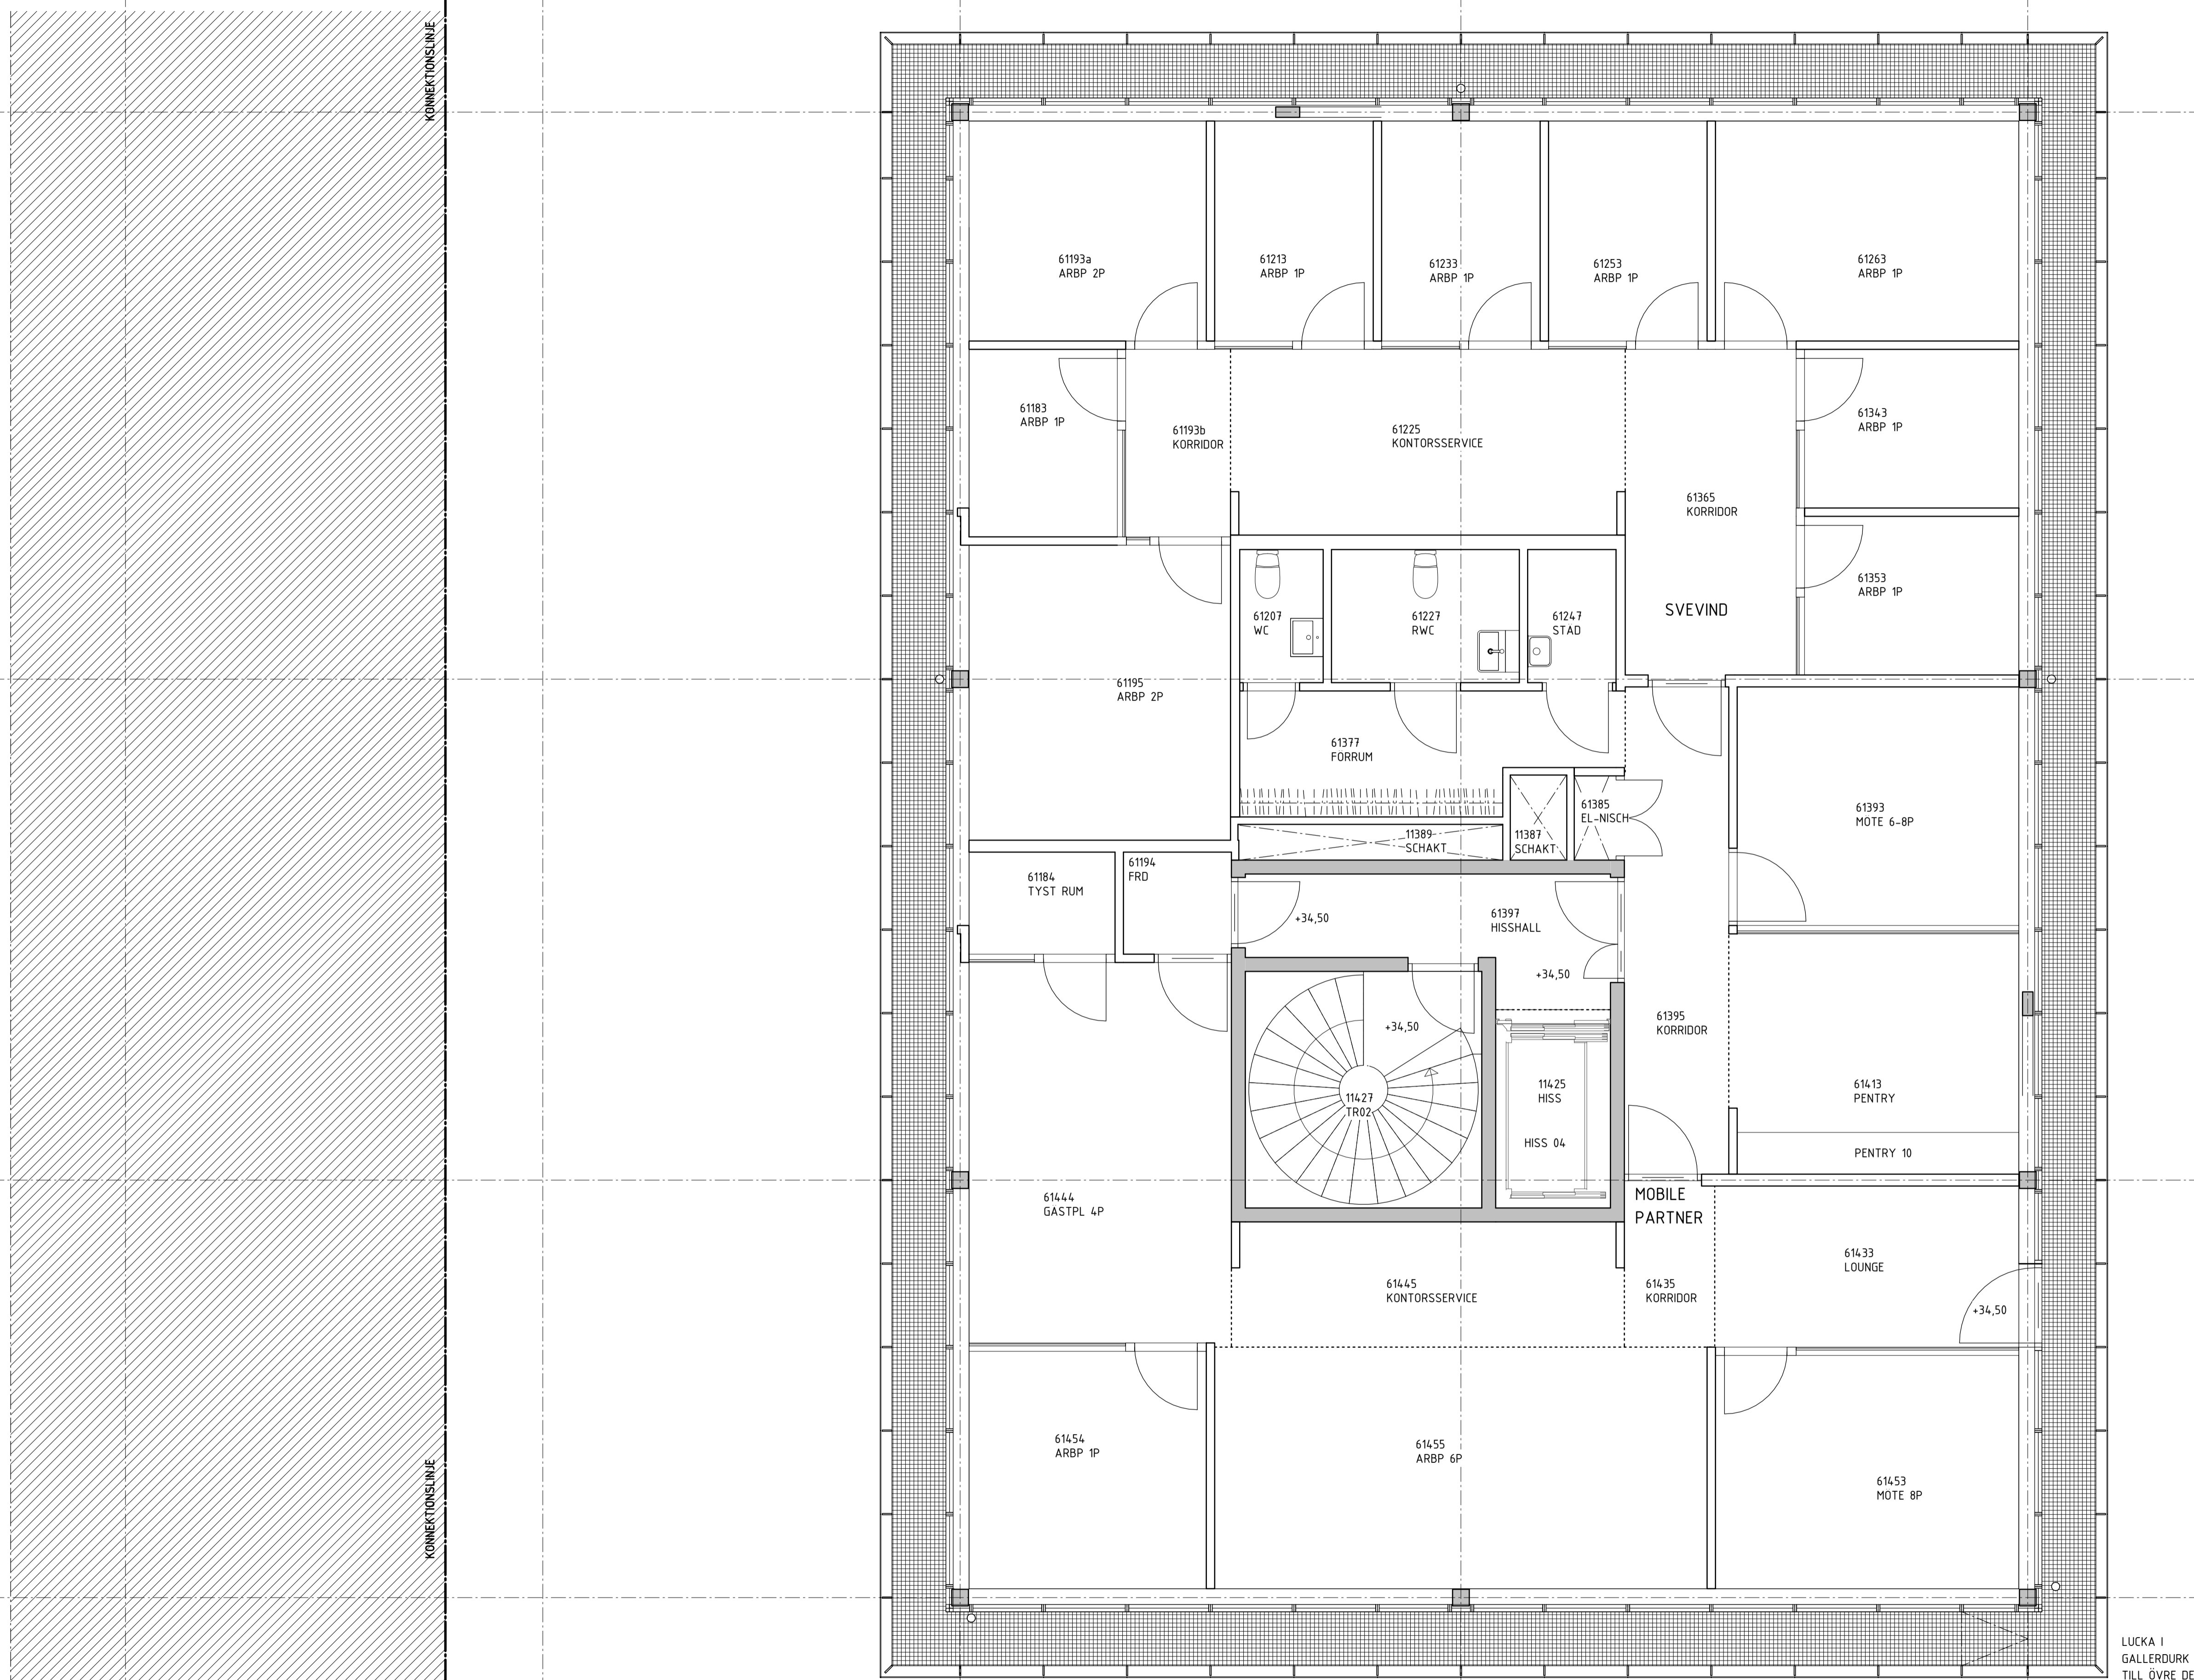 KONNEKTIONSLINJE
61193a
ARBP 2P
61213
ARBP 1P
61233
ARBP 1P
61253
ARBP 1P
61263
ARBP 1P
61183
ARBP 1P
61193b
KORRIDOR
61225
KONTORSSERVICE
61343
ARBP 1P
61365
KORRIDOR
61353
ARBP 1P
SVEVIND
61207
WC
61227
RWC
61247
STAD
61195
ARBP 2P
61377
FORRUM
61385
EL-NISCH
61393
MOTE 6-8P
11389
SCHAKT
11387
SCHAKT
61184
TYST RUM
61194
FRD
+34,50
61397
HISSHALL
+34,50
+34,50
61395
KORRIDOR
11427
TR02
11425
HISS
HISS 04
61413
PENTRY
PENTRY 10
61444
GASTPL 4P
MOBILE
PARTNER
61433
LOUNGE
61445
KONTORSSERVICE
61435
KORRIDOR
+34,50
61454
ARBP 1P
61455
ARBP 6P
61453
MOTE 8P
KONNEKTIONSLINJE
LUCKA I
GALLERDURK
TILL ÖVRE DE